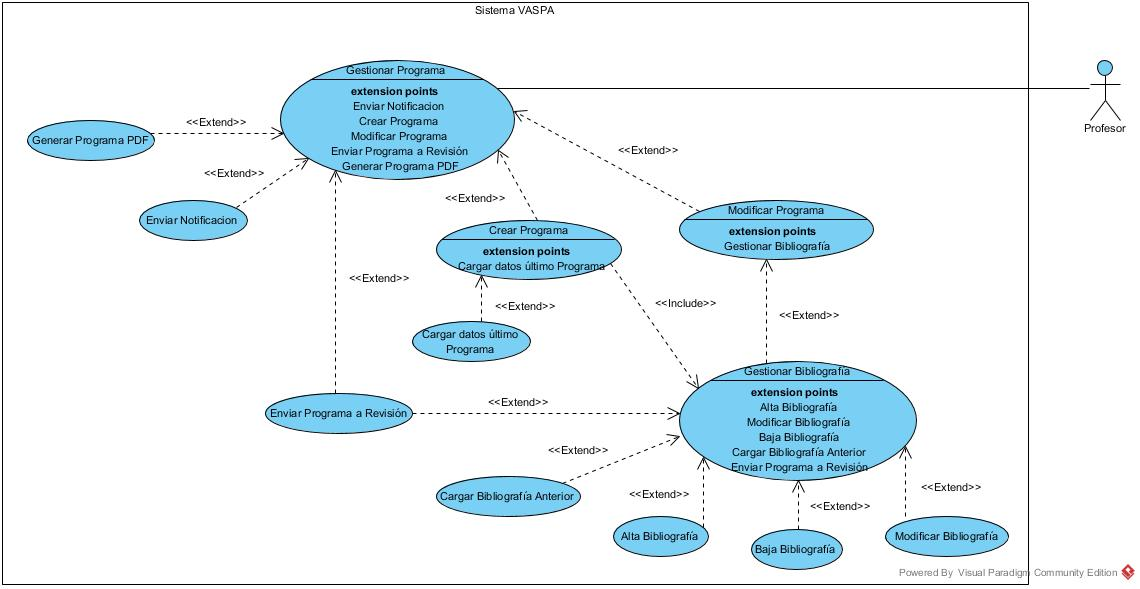 Sistema VASPA
Gestionar Programa
extension points
Enviar Notificacion
Crear Programa
Modificar Programa
Enviar Programa a Revisión
Generar Programa PDF
Profesor
<<Extend>>
Generar Programa PDF
<<Extend>>
<<Extend>>
Enviar Notificacion
<<Extend>>
Modificar Programa
extension points
Gestionar Bibliografía
Crear Programa
extension points
Cargar datos último Programa
<<Extend>>
<<Extend>>
<<Include>>
<<Extend>>
Cargar datos último
Programa
Gestionar Bibliografía
extension points
Alta Bibliografía
Modificar Bibliografía
Baja Bibliografía
Cargar Bibliografía Anterior
Enviar Programa a Revisión
Enviar Programa a Revisión
<<Extend>>
<<Extend>>
Cargar Bibliografía Anterior
<<Extend>>
<<Extend>>
<<Extend>>
Alta Bibliografía
Baja Bibliografía
Modificar Bibliografía
Powered By Visual Paradigm Community Edition